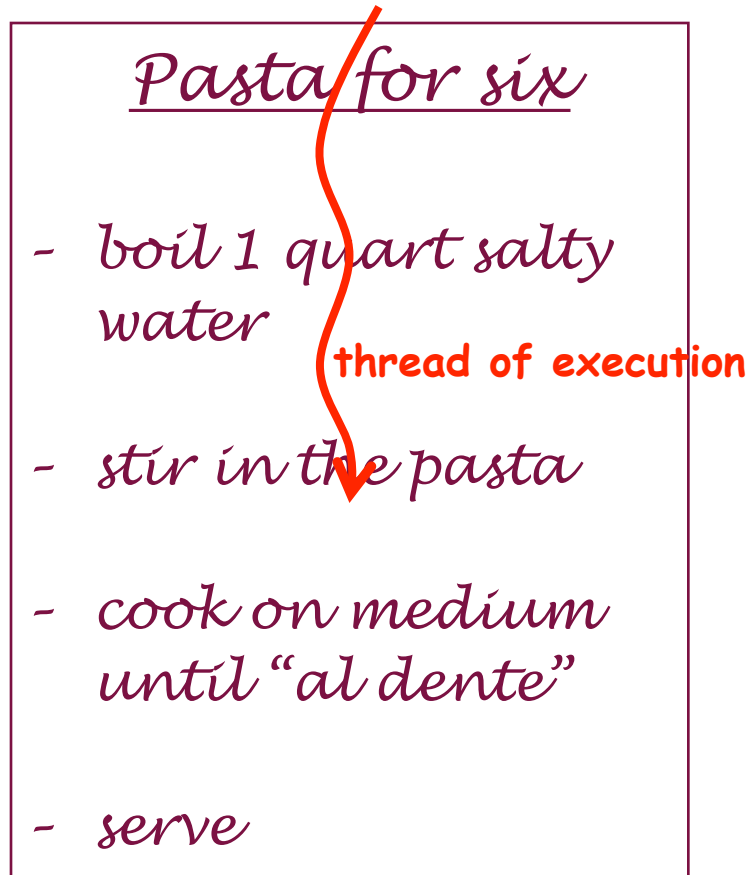 Pasta for six
- boil 1 quart salty
water
thread of execution
- stir in the pasta
- cook on medium
until “al dente”
- serve